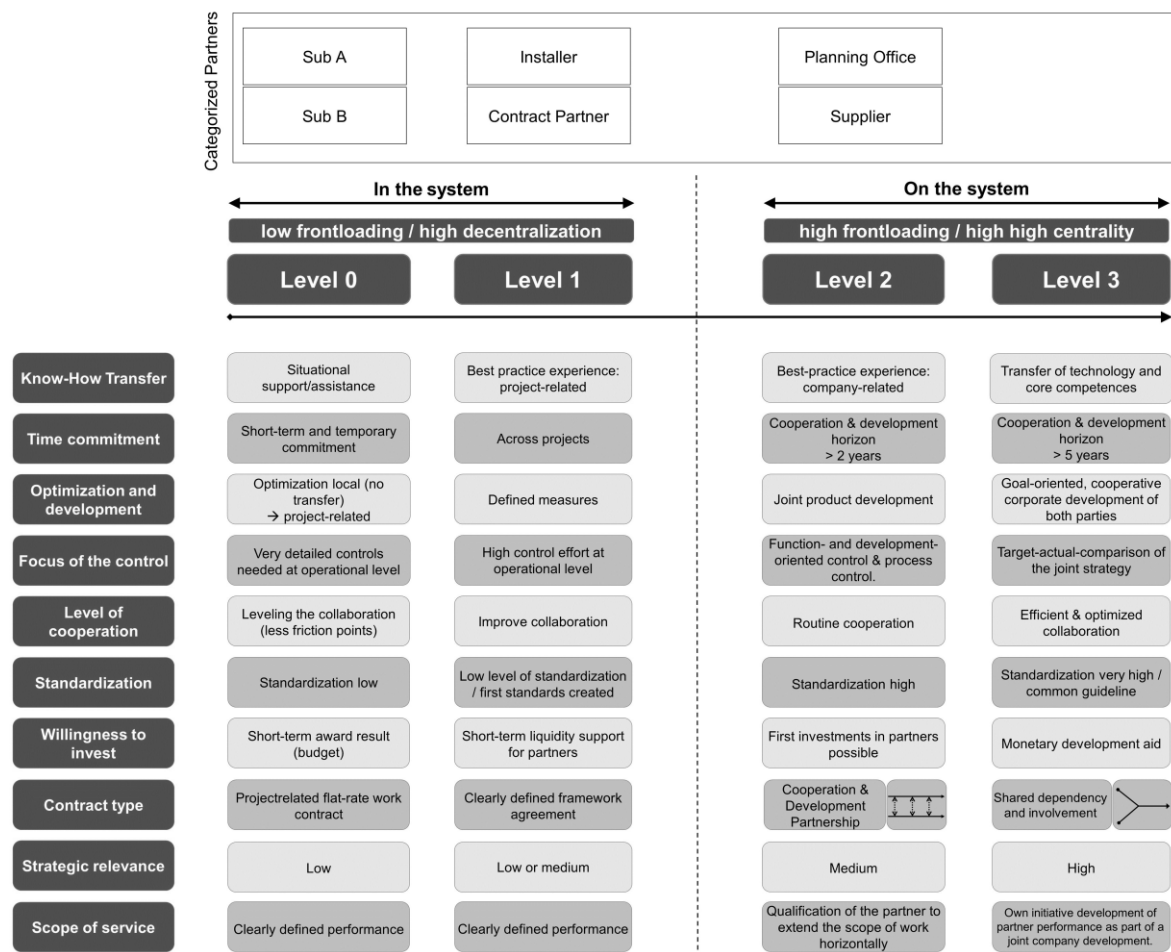 Categorized Partners
Sub A
Installer
Planning Office
Sub B
Contract Partner
Supplier
In the system
On the system
low frontloading / high decentralization
high frontloading / high high centrality
Level 0
Level 1
Level 2
Level 3
Know-How Transfer
Situational
support/assistance
Best practice experience:
project-related
Best-practice experience:
company-related
Transfer of technology and
core competences
Time commitment
Short-term and temporary
commitment
Across projects
Cooperation & development
horizon
> 2 years
Cooperation & development
horizon
> 5 years
Optimization and
development
Optimization local (no
transfer)
→ project-related
Defined measures
Joint product development
Goal-oriented, cooperative
corporate development of
both parties
Focus of the control
Very detailed controls
needed at operational level
High control effort at
operational level
Function- and development-
oriented control & process
control.
Target-actual-comparison of
the joint strategy
Level of
cooperation
Leveling the collaboration
(less friction points)
Improve collaboration
Routine cooperation
Efficient & optimized
collaboration
Standardization
Standardization low
Low level of standardization
/ first standards created
Standardization high
Standardization very high /
common guideline
Willingness to
invest
Short-term award result
(budget)
Short-term liquidity support
for partners
First investments in partners
possible
Monetary development aid
Contract type
Projectrelated flat-rate work
contract
Clearly defined framework
agreement
Cooperation &
Development
Partnership
Shared dependency
and involvement
Strategic relevance
Low
Low or medium
Medium
High
Scope of service
Clearly defined performance
Clearly defined performance
Qualification of the partner to
extend the scope of work
horizontally
Own initiative development of
partner performance as part of a
joint company development.